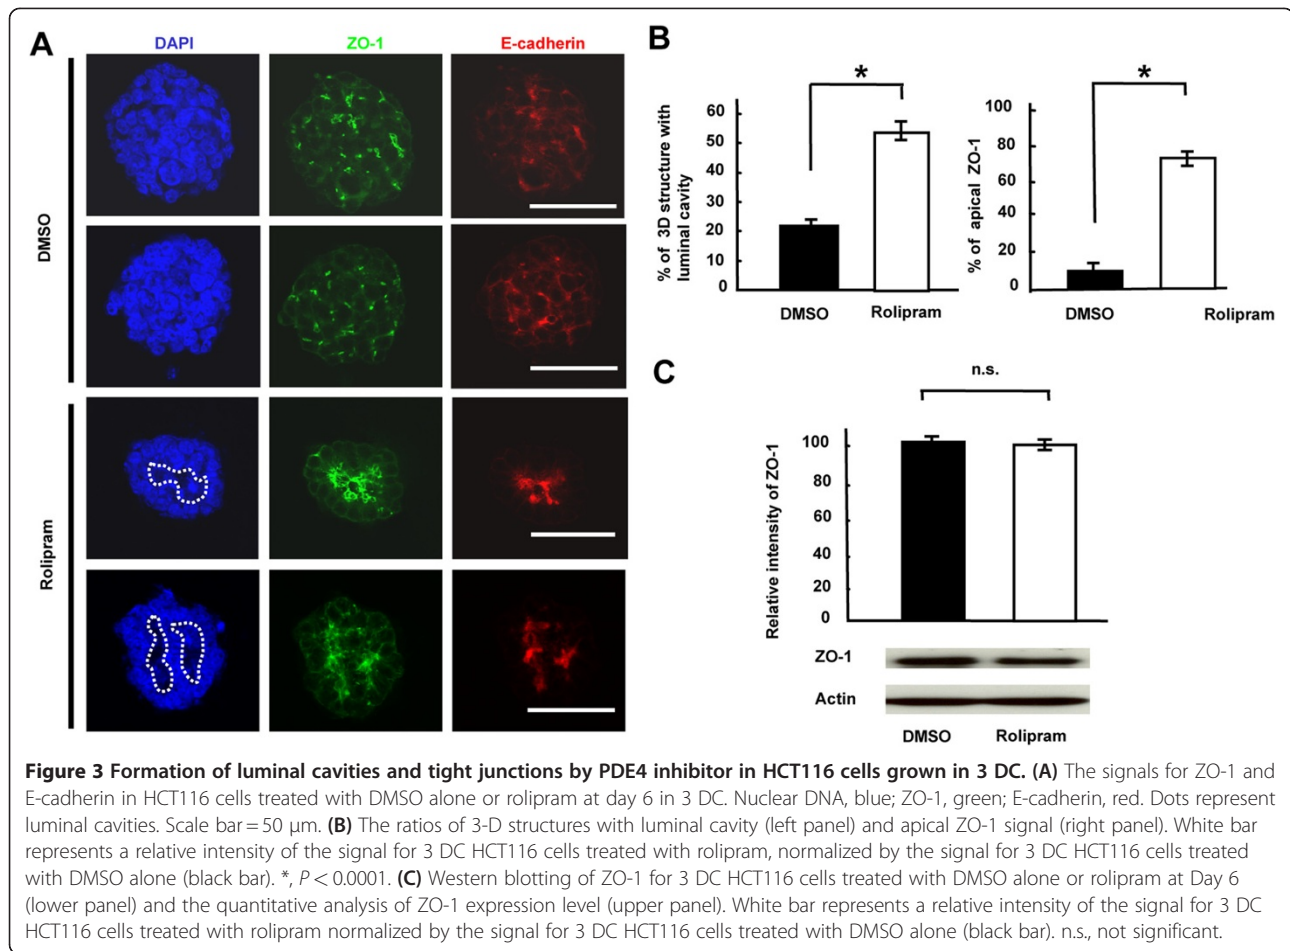 A
DAPI
ZO-1
E-cadherin
DMSO
Rolipram
B
% of 3D structure with
luminal cavity
60
50
40
30
20
10
0
*
DMSO
Rolipram
% of apical ZO-1
100
80
60
40
20
0
*
DMSO
Rolipram
C
n.s.
Relative intensity of ZO-1
100
80
60
40
20
0
ZO-1
Actin
DMSO
Rolipram
Figure 3 Formation of luminal cavities and tight junctions by PDE4 inhibitor in HCT116 cells grown in 3 DC. (A) The signals for ZO-1 and
E-cadherin in HCT116 cells treated with DMSO alone or rolipram at day 6 in 3 DC. Nuclear DNA, blue; ZO-1, green; E-cadherin, red. Dots represent
luminal cavities. Scale bar = 50 μm. (B) The ratios of 3-D structures with luminal cavity (left panel) and apical ZO-1 signal (right panel). White bar
represents a relative intensity of the signal for 3 DC HCT116 cells treated with rolipram, normalized by the signal for 3 DC HCT116 cells treated
with DMSO alone (black bar). *, P < 0.0001. (C) Western blotting of ZO-1 for 3 DC HCT116 cells treated with DMSO alone or rolipram at Day 6
(lower panel) and the quantitative analysis of ZO-1 expression level (upper panel). White bar represents a relative intensity of the signal for 3 DC
HCT116 cells treated with rolipram normalized by the signal for 3 DC HCT116 cells treated with DMSO alone (black bar). n.s., not significant.